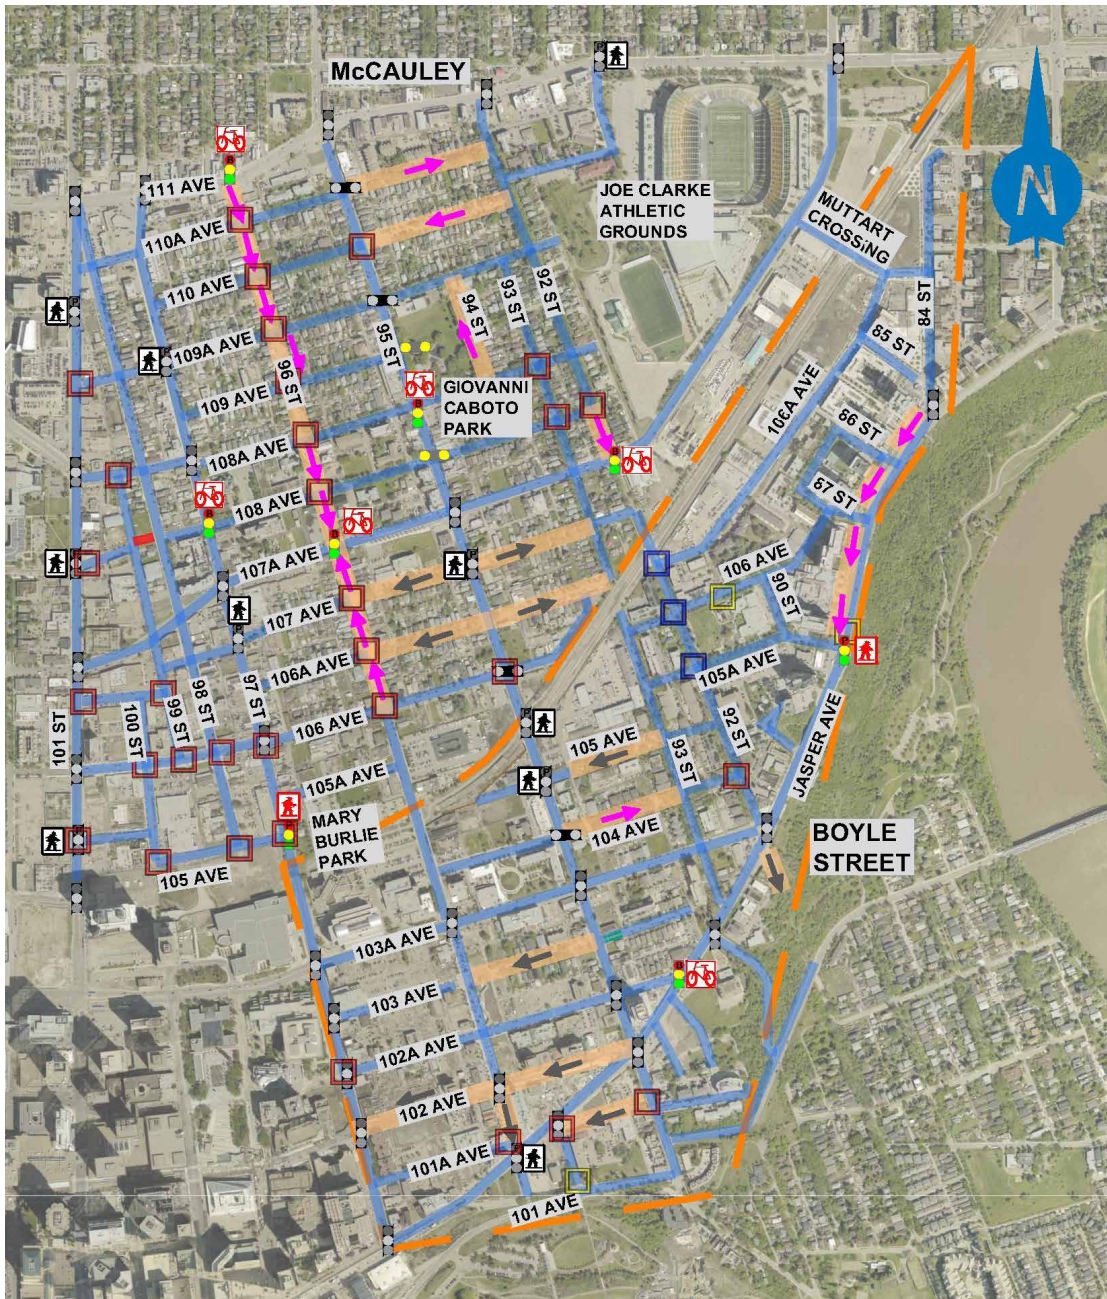 McCAULEY
111 AVE
JOE CLARKE
ATHLETIC
GROUNDS
MUTTART
CROSSiNG
N
110A AVE
110 AVE
109A AVE
109 AVE
96 ST
95 ST
94 ST
93 ST
92 ST
84 ST
85 ST
GIOVANNI
CABOTO
PARK
106A AVE
86 ST
108A AVE
87 ST
108 AVE
107A AVE
106 AVE
90 ST
107 AVE
106A AVE
105A AVE
101 ST
100 ST
99 ST
98 ST
97 ST
106 AVE
105 AVE
93 ST
92 ST
JASPER AVE
105A AVE
MARY
BURLIE
PARK
104 AVE
BOYLE
STREET
105 AVE
103A AVE
103 AVE
102A AVE
102 AVE
101A AVE
101 AVE